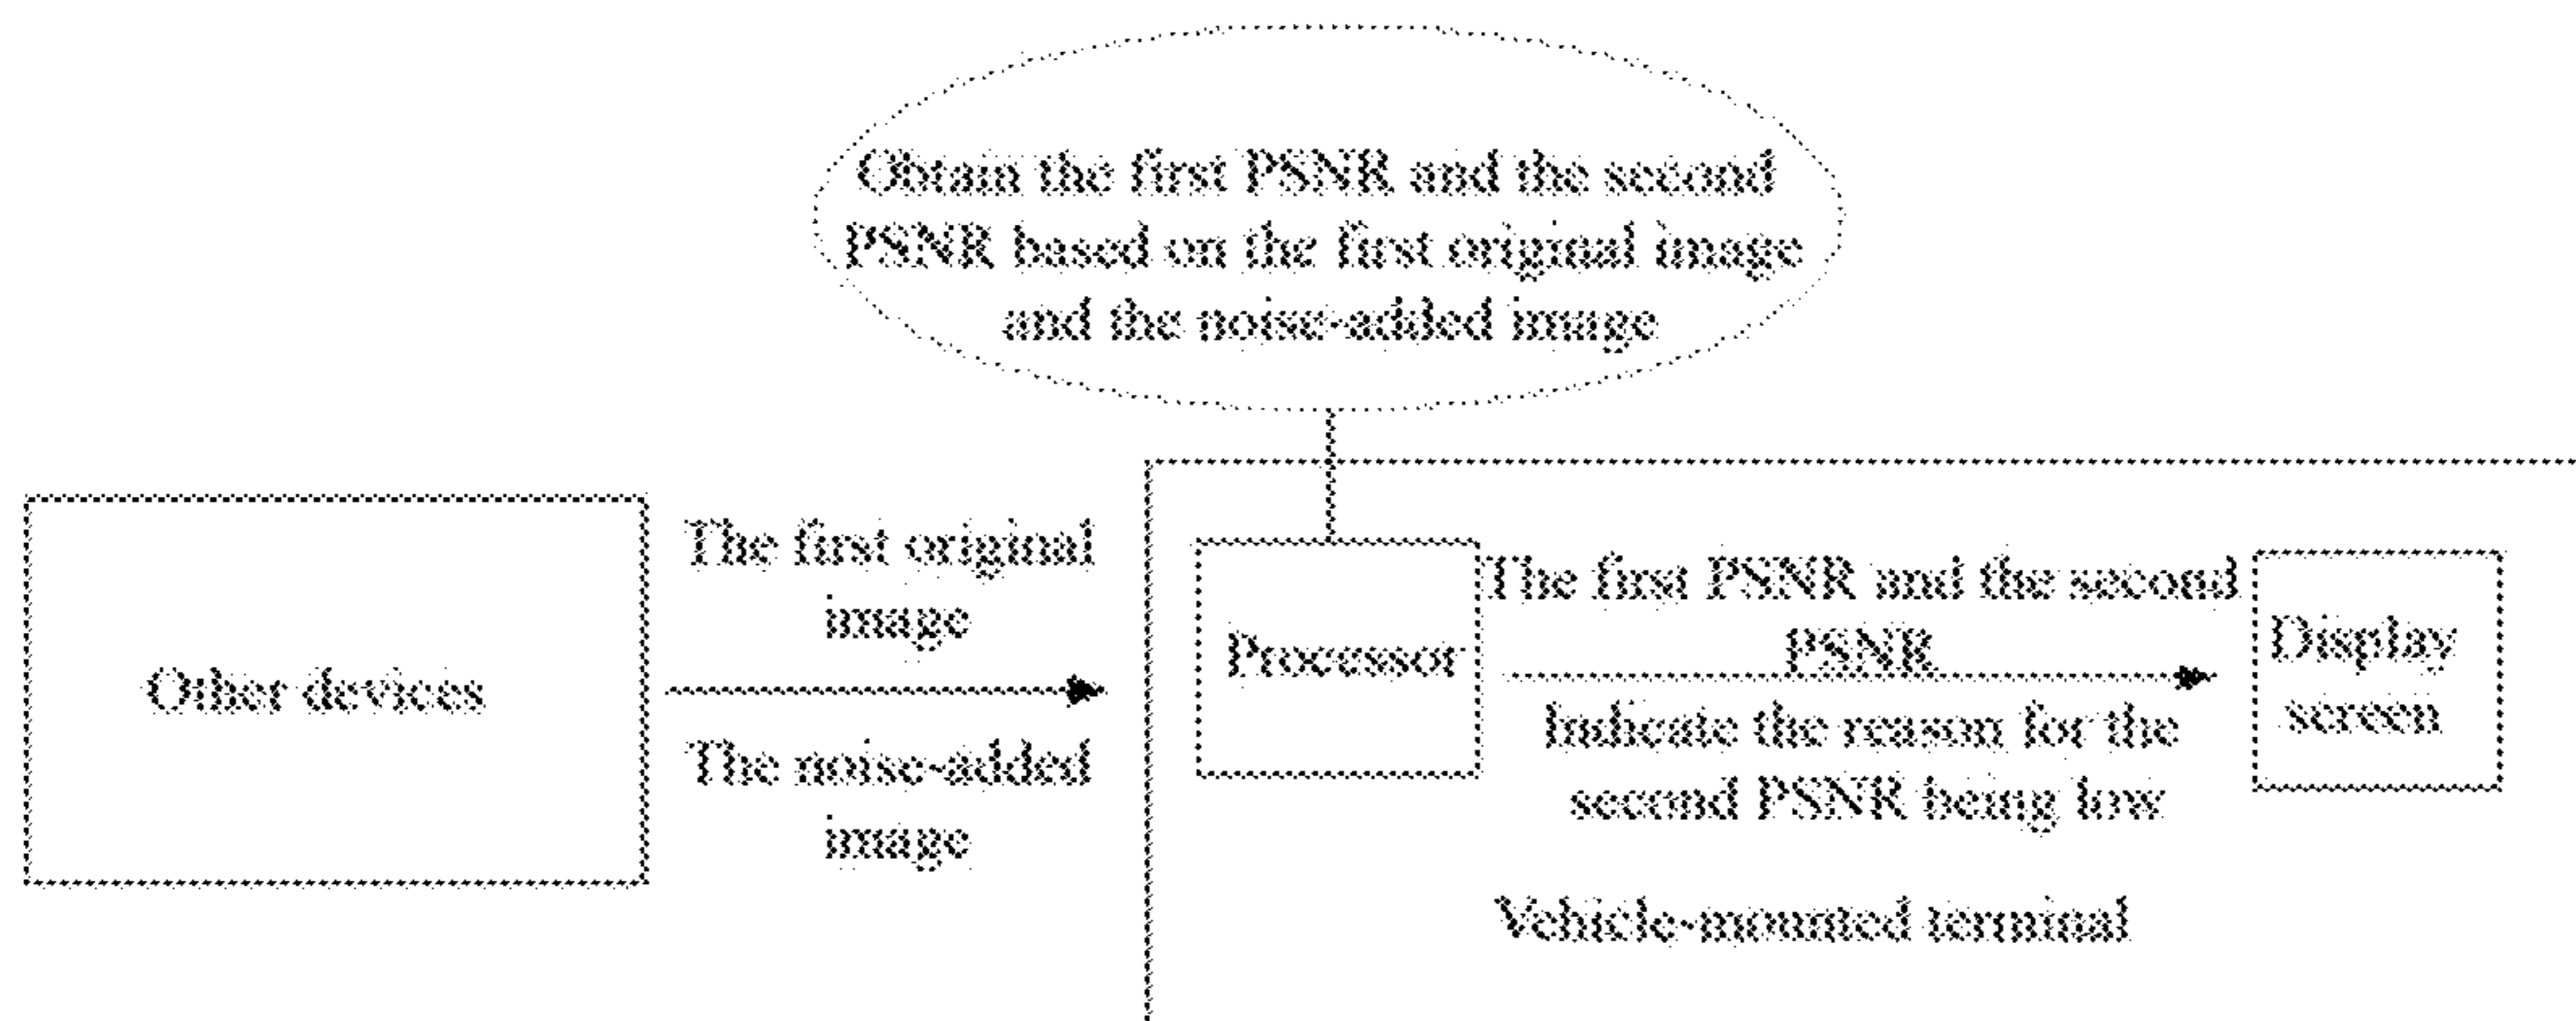 Obtain the first PSNR and the second
PSNR based on the first original image
and the noise-added image
Other devices
The first original
image
The noise-added
image
Processor
The first PSNR and the second
PSNR
Indicate the reason for the
second PSNR being low
Display
screen
Vehicle-mounted terminal